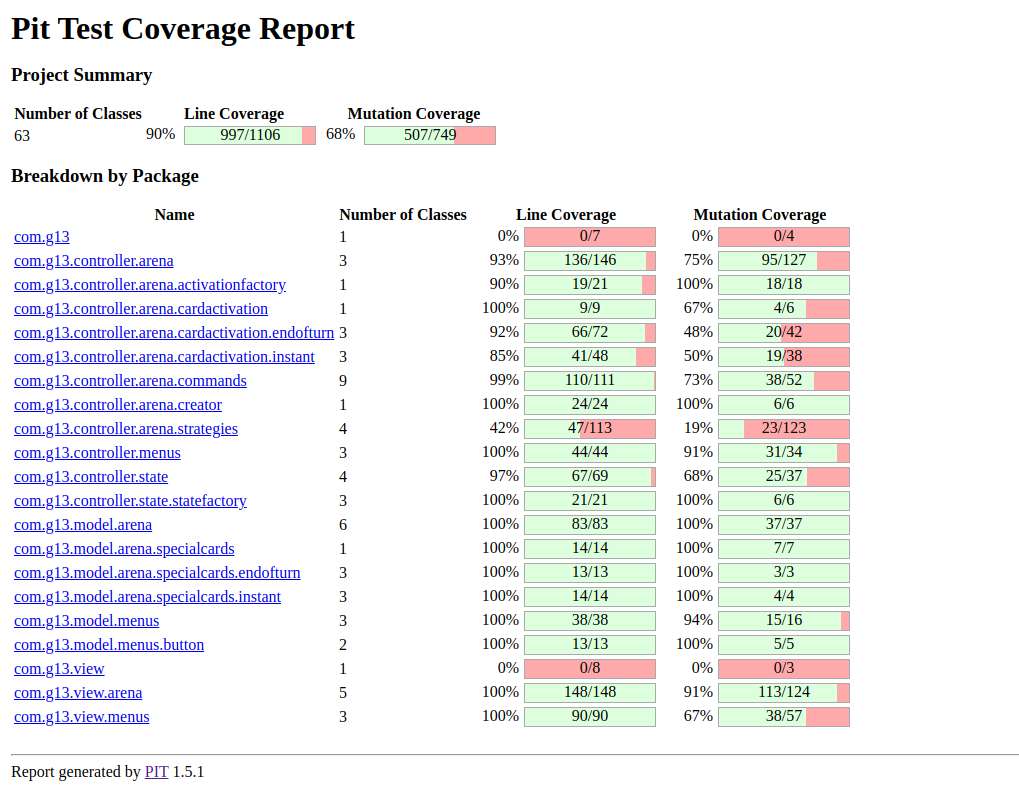 Pit Test Coverage Report
Project Summary
Number of Classes Line Coverage Mutation Coverage
63 90% 997/1106 68% 507/749
Breakdown by Package
Name Number of Classes Line Coverage Mutation Coverage
com.g13 1 0% 0/7 0% 0/4
com.g13.controller.arena 3 93% 136/146 75% 95/127
com.g13.controller.arena.activationfactory 1 90% 19/21 100% 18/18
com.g13.controller.arena.cardactivation 1 100% 9/9 67% 4/6
com.g13.controller.arena.cardactivation.endofturn 3 92% 66/72 48% 20/42
com.g13.controller.arena.cardactivation.instant 3 85% 41/48 50% 19/38
com.g13.controller.arena.commands 9 99% 110/111 73% 38/52
com.g13.controller.arena.creator 1 100% 24/24 100% 6/6
com.g13.controller.arena.strategies 4 42% 47/113 19% 23/123
com.g13.controller.menus 3 100% 44/44 91% 31/34
com.g13.controller.state 4 97% 67/69 68% 25/37
com.g13.controller.state.statefactory 3 100% 21/21 100% 6/6
com.g13.model.arena 6 100% 83/83 100% 37/37
com.g13.model.arena.specialcards 1 100% 14/14 100% 7/7
com.g13.model.arena.specialcards.endofturn 3 100% 13/13 100% 3/3
com.g13.model.arena.specialcards.instant 3 100% 14/14 100% 4/4
com.g13.model.menus 3 100% 38/38 94% 15/16
com.g13.model.menus.button 2 100% 13/13 100% 5/5
com.g13.view 1 0% 0/8 0% 0/3
com.g13.view.arena 5 100% 148/148 91% 113/124
com.g13.view.menus 3 100% 90/90 67% 38/57
Report generated by PIT 1.5.1